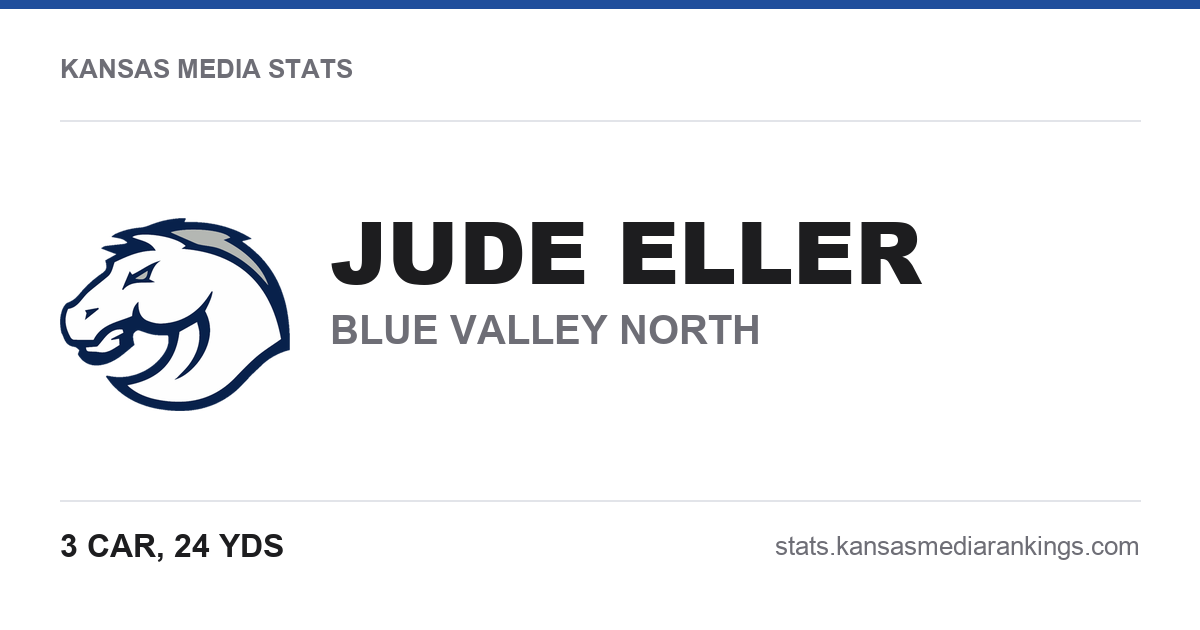 KANSAS MEDIA STATS
JUDE ELLER
BLUE VALLEY NORTH
3 CAR, 24 YDS
stats.kansasmediarankings.com